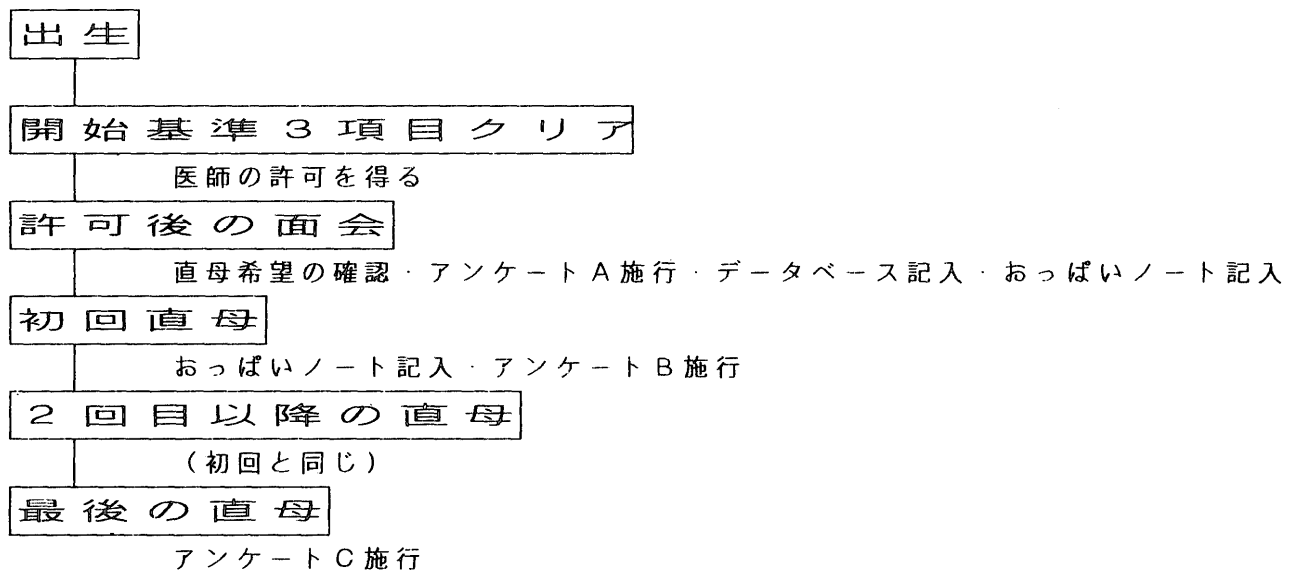 出生
開始基準3項目クリア
医師の許可を得る
許可後の面会
直母希望の確認・アンケートA施行・データベース記入・おっぱいノート記入
初回直母
おっぱいノート記入・アンケートB施行
2回目以降の直母
(初回と同じ)
最後の直母
アンケートC施行